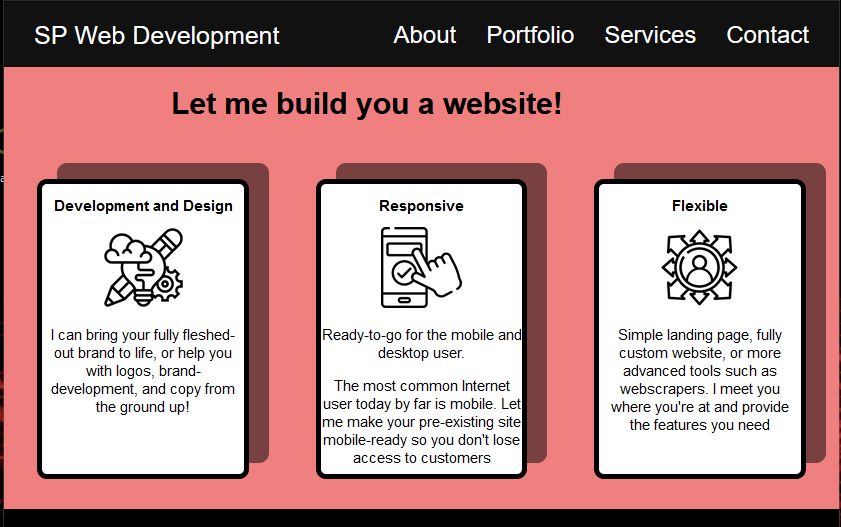 SP Web Development
About Portfolio Services Contact
Let me build you a website!
Development and Design
I can bring your fully fleshed-
out brand to life, or help you
with logos, brand-
development, and copy from
the ground up!
Responsive
Ready-to-go for the mobile and
desktop user.
The most common Internet
user today by far is mobile. Let
me make your pre-existing site
mobile-ready so you don't lose
access to customers
Flexible
Simple landing page, fully
custom website, or more
advanced tools such as
webscrapers. I meet you
where you're at and provide
the features you need